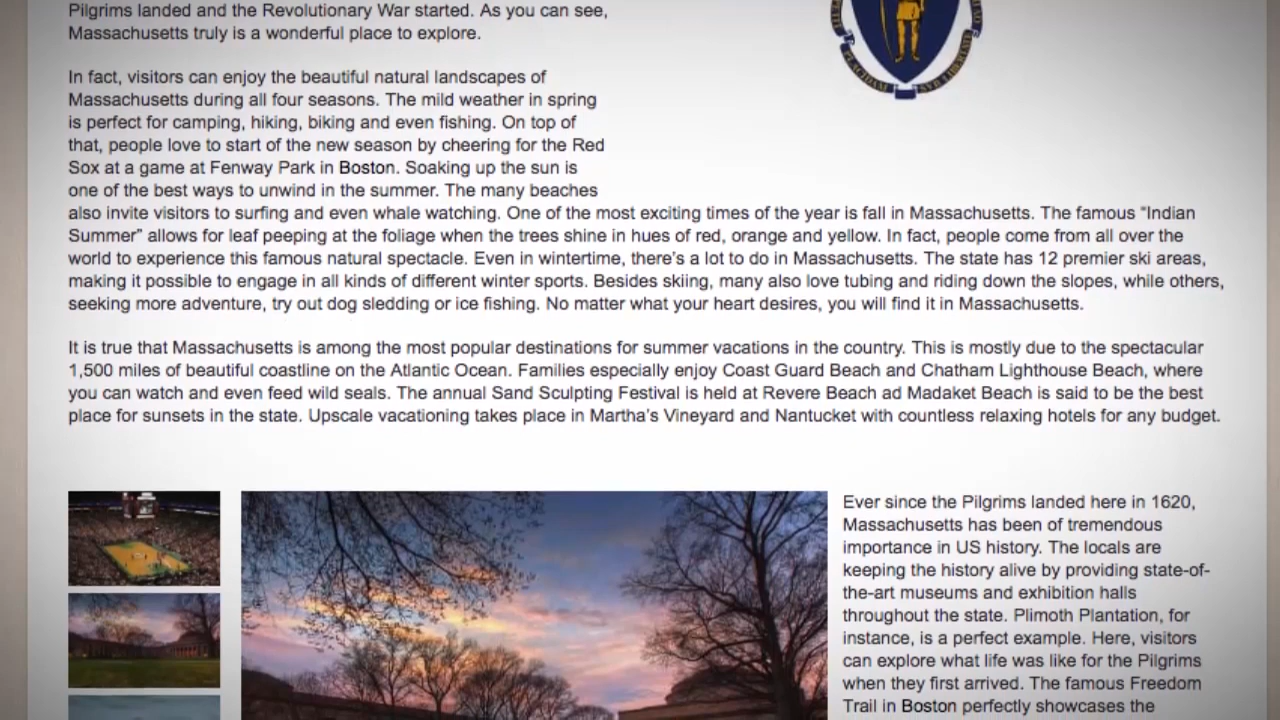 Pilgrims landed and the Revolutionary War started. As you can see,
Massachusetts truly is a wonderful place to explore.
In fact, visitors can enjoy the beautiful natural landscapes of
Massachusetts during all four seasons. The mild weather in spring
is perfect for camping, hiking, biking and even fishing. On top of
that, people love to start of the new season by cheering for the Red
Sox at a game at Fenway Park in Boston. Soaking up the sun is
one of the best ways to unwind in the summer. The many beaches
also invite visitors to surfing and even whale watching. One of the most exciting times of the year is fall in Massachusetts. The famous “Indian
Summer” allows for leaf peeping at the foliage when the trees shine in hues of red, orange and yellow. In fact, people come from all over the
world to experience this famous natural spectacle. Even in wintertime, there’s a lot to do in Massachusetts. The state has 12 premier ski areas,
making it possible to engage in all kinds of different winter sports. Besides skiing, many also love tubing and riding down the slopes, while others,
seeking more adventure, try out dog sledding or ice fishing. No matter what your heart desires, you will find it in Massachusetts.
It is true that Massachusetts is among the most popular destinations for summer vacations in the country. This is mostly due to the spectacular
1,500 miles of beautiful coastline on the Atlantic Ocean. Families especially enjoy Coast Guard Beach and Chatham Lighthouse Beach, where
you can watch and even feed wild seals. The annual Sand Sculpting Festival is held at Revere Beach ad Madaket Beach is said to be the best
place for sunsets in the state. Upscale vacationing takes place in Martha’s Vineyard and Nantucket with countless relaxing hotels for any budget.
Ever since the Pilgrims landed here in 1620,
Massachusetts has been of tremendous
importance in US history. The locals are
keeping the history alive by providing state-of-
the-art museums and exhibition halls
throughout the state. Plimoth Plantation, for
instance, is a perfect example. Here, visitors
can explore what life was like for the Pilgrims
when they first arrived. The famous Freedom
Trail in Boston perfectly showcases the